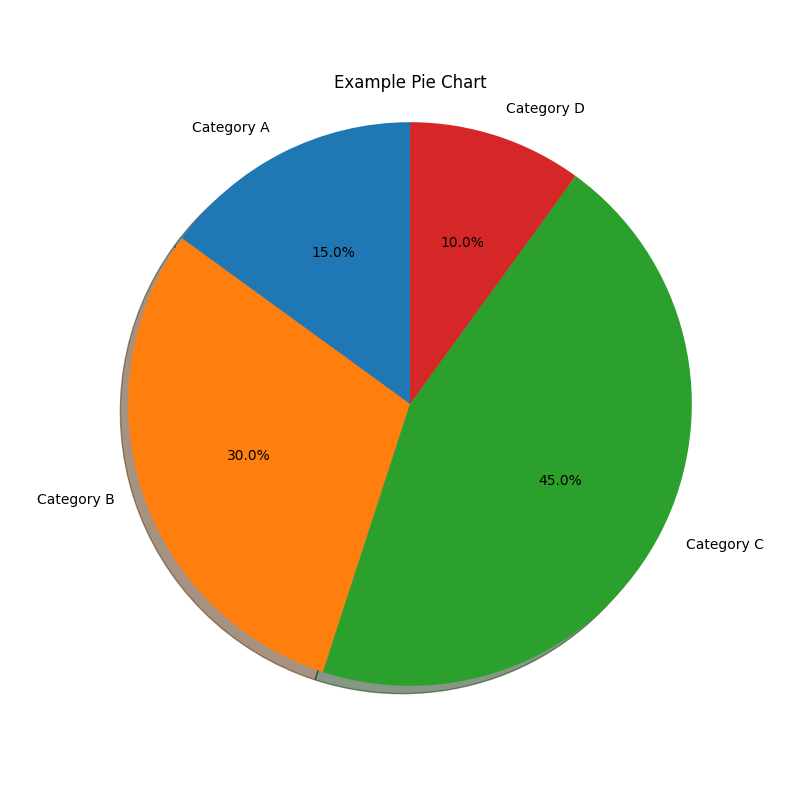 Example Pie Chart
Category D
Category A
10.0%
15.0%
30.0%
45.0%
Category B
Category C